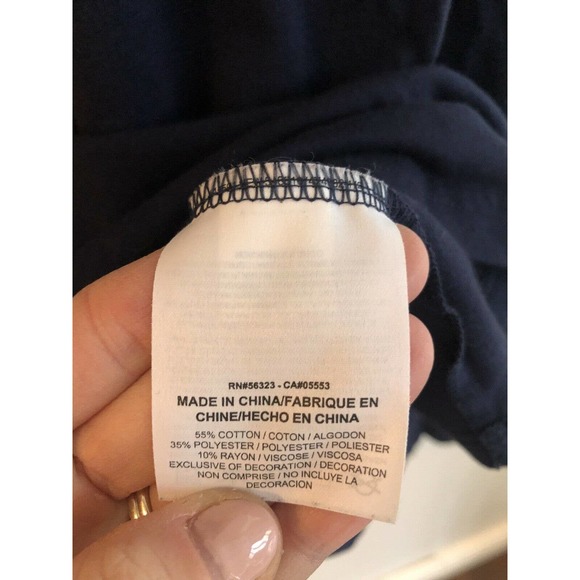 RN#56323 - CA#05553
MADE IN CHINA/FABRIQUE EN
CHINE/HECHO EN CHINA
55% COTTON / COTON / ALGODON
35% POLYESTER / POLYESTER / POLIESTER
10% RAYON / VISCOSE / VISCOSA
EXCLUSIVE OF DECORATION / DECORATION
NON COMPRISE / NO INCLUYE LA
DECORACION